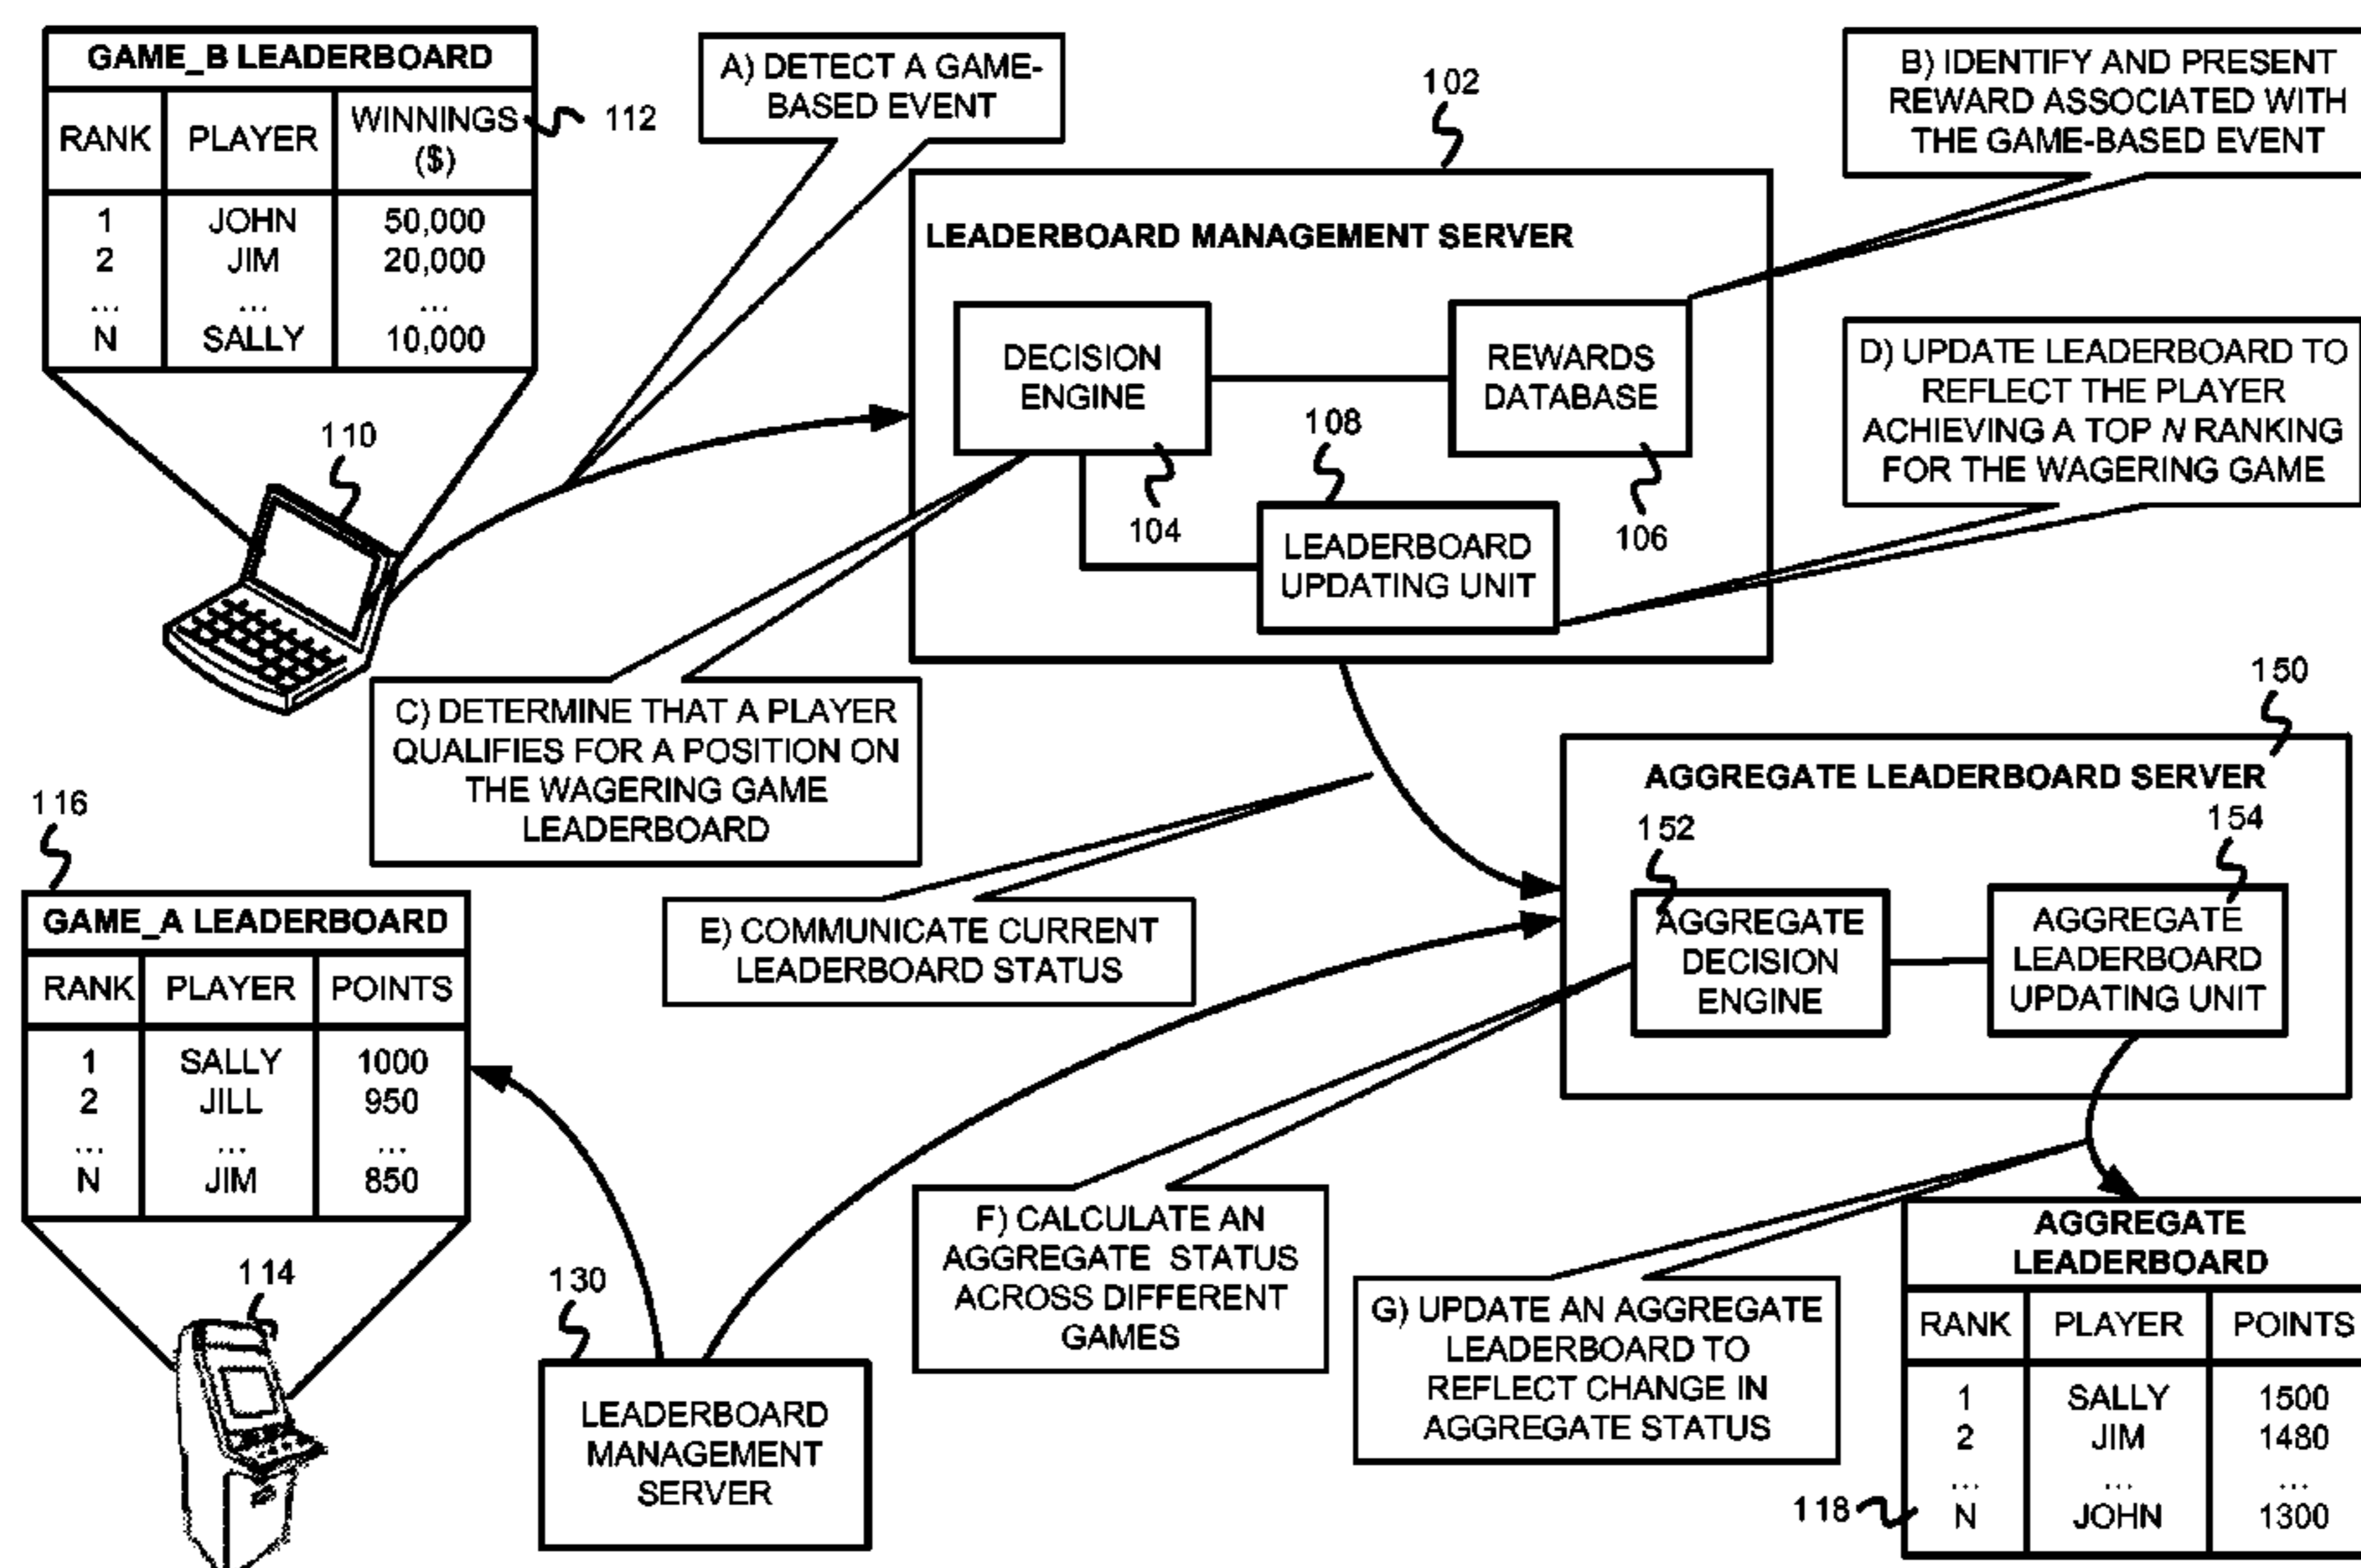 GAME_B LEADERBOARD
RANK PLAYER WINNINGS ($)
1 JOHN 50,000
2 JIM 20,000
... ... ...
N SALLY 10,000
112
110
A) DETECT A GAME-
BASED EVENT
102
LEADERBOARD MANAGEMENT SERVER
DECISION
ENGINE
104
REWARDS
DATABASE
106
108
LEADERBOARD
UPDATING UNIT
B) IDENTIFY AND PRESENT
REWARD ASSOCIATED WITH
THE GAME-BASED EVENT
D) UPDATE LEADERBOARD TO
REFLECT THE PLAYER
ACHIEVING A TOP N RANKING
FOR THE WAGERING GAME
C) DETERMINE THAT A PLAYER
QUALIFIES FOR A POSITION ON
THE WAGERING GAME
LEADERBOARD
150
AGGREGATE LEADERBOARD SERVER
152
AGGREGATE
DECISION
ENGINE
154
AGGREGATE
LEADERBOARD
UPDATING UNIT
E) COMMUNICATE CURRENT
LEADERBOARD STATUS
116
GAME_A LEADERBOARD
RANK PLAYER POINTS
1 SALLY 1000
2 JILL 950
... ... ...
N JIM 850
114
130
LEADERBOARD
MANAGEMENT
SERVER
F) CALCULATE AN
AGGREGATE STATUS
ACROSS DIFFERENT
GAMES
G) UPDATE AN AGGREGATE
LEADERBOARD TO
REFLECT CHANGE IN
AGGREGATE STATUS
AGGREGATE
LEADERBOARD
RANK PLAYER POINTS
1 SALLY 1500
2 JIM 1480
... ... ...
N JOHN 1300
118